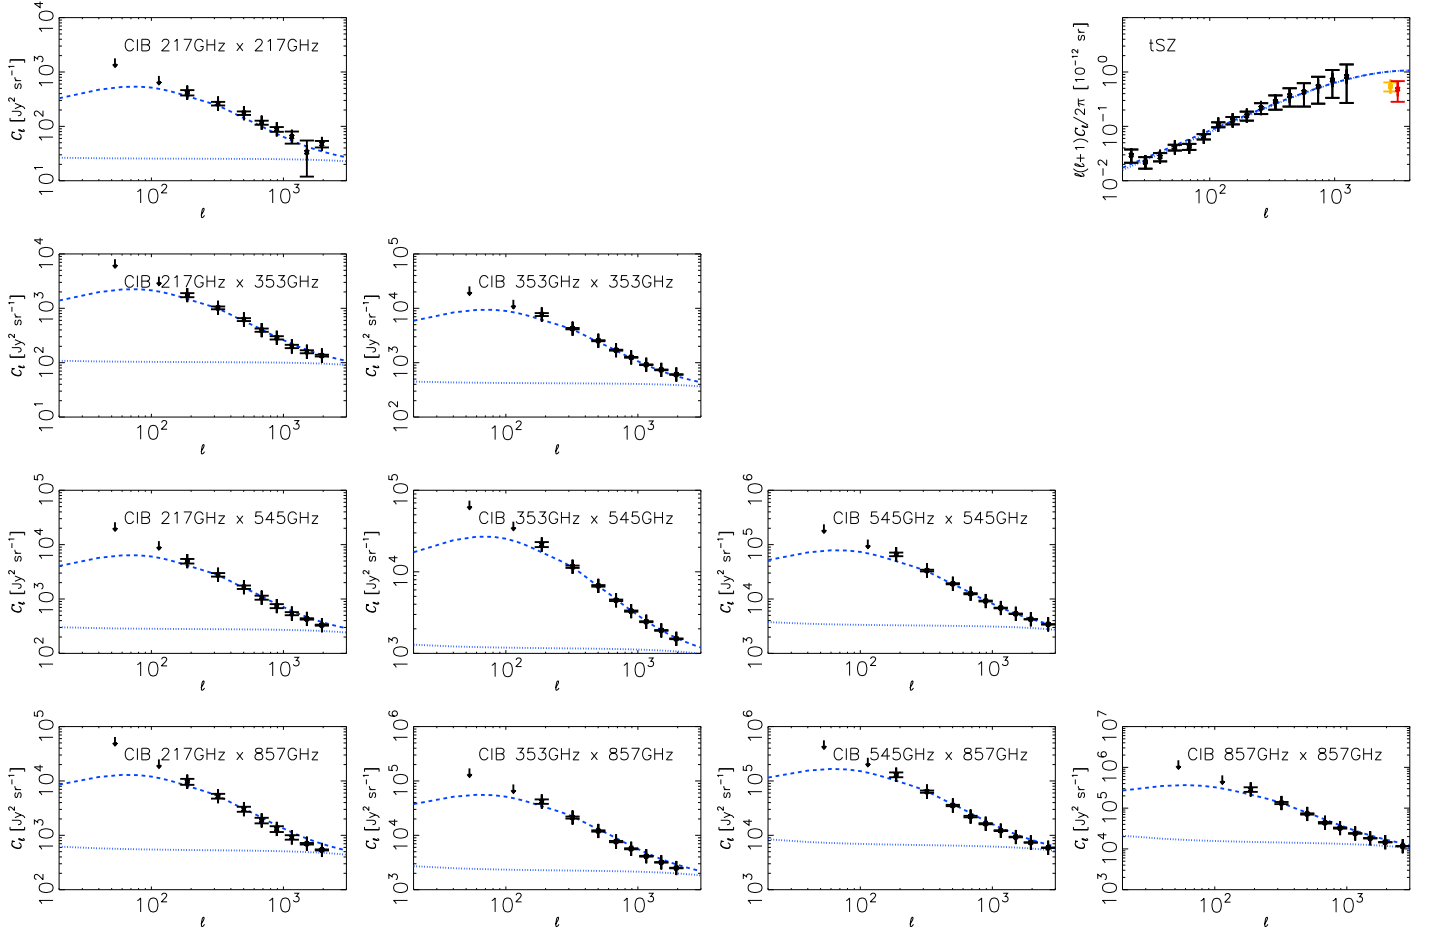 CIB 217GHz x 217GHz
C_ℓ [Jy² sr⁻¹]
10⁴
10³
10²
10¹
10² 10³
ℓ
tSZ
ℓ(ℓ+1)C_ℓ/2π [10⁻¹² sr]
10⁰
10⁻¹
10⁻²
10² 10³
ℓ
CIB 217GHz x 353GHz
C_ℓ [Jy² sr⁻¹]
10⁴
10³
10²
10¹
10² 10³
ℓ
CIB 353GHz x 353GHz
C_ℓ [Jy² sr⁻¹]
10⁵
10⁴
10³
10²
10² 10³
ℓ
CIB 217GHz x 545GHz
C_ℓ [Jy² sr⁻¹]
10⁵
10⁴
10³
10²
10² 10³
ℓ
CIB 353GHz x 545GHz
C_ℓ [Jy² sr⁻¹]
10⁵
10⁴
10³
10² 10³
ℓ
CIB 545GHz x 545GHz
C_ℓ [Jy² sr⁻¹]
10⁶
10⁵
10⁴
10³
10² 10³
ℓ
CIB 217GHz x 857GHz
C_ℓ [Jy² sr⁻¹]
10⁵
10⁴
10³
10²
10² 10³
ℓ
CIB 353GHz x 857GHz
C_ℓ [Jy² sr⁻¹]
10⁶
10⁵
10⁴
10³
10² 10³
ℓ
CIB 545GHz x 857GHz
C_ℓ [Jy² sr⁻¹]
10⁶
10⁵
10⁴
10³
10² 10³
ℓ
CIB 857GHz x 857GHz
C_ℓ [Jy² sr⁻¹]
10⁷
10⁶
10⁵
10⁴
10³
10² 10³
ℓ